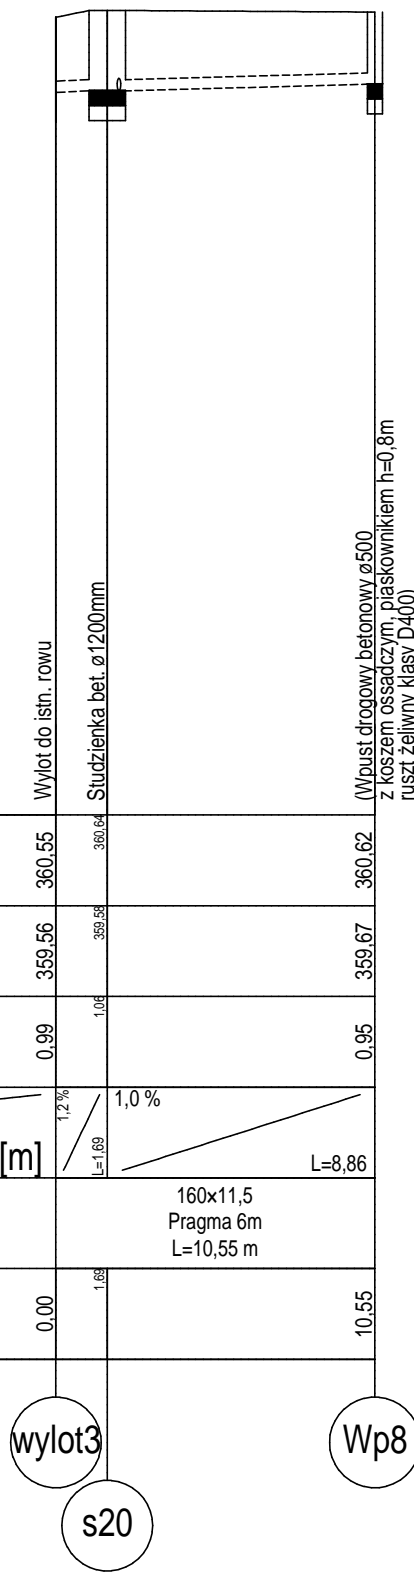 Wylot do istn. rowu
Studzienka bet. ø1200mm
(Wpust drogowy betonowy ø500
z koszem ossadczym, piaskownikiem h=0,8m
ruszt żeliwny klasy D400)
360,55
360,64
360,62
359,56
359,58
359,67
0,99
1,06
0,95
1,2 %
1,0 %
[m]
L=1,69
L=8,86
160×11,5
Pragma 6m
L=10,55 m
0,00
1,69
10,55
wylot3
Wp8
s20